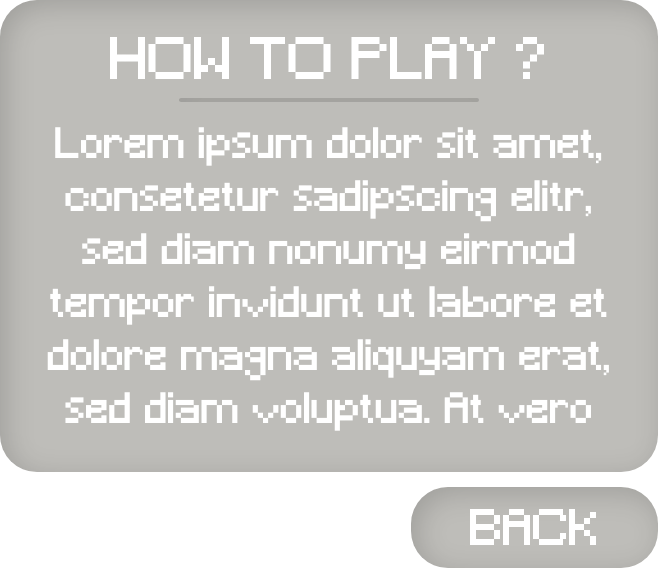 HOW TO PLAY ?
Lorem ipsum dolor sit amet,
consetetur sadipscing elitr,
sed diam nonumy eirmod
tempor invidunt ut labore et
dolore magna aliquyam erat,
sed diam voluptua. At vero
BACK